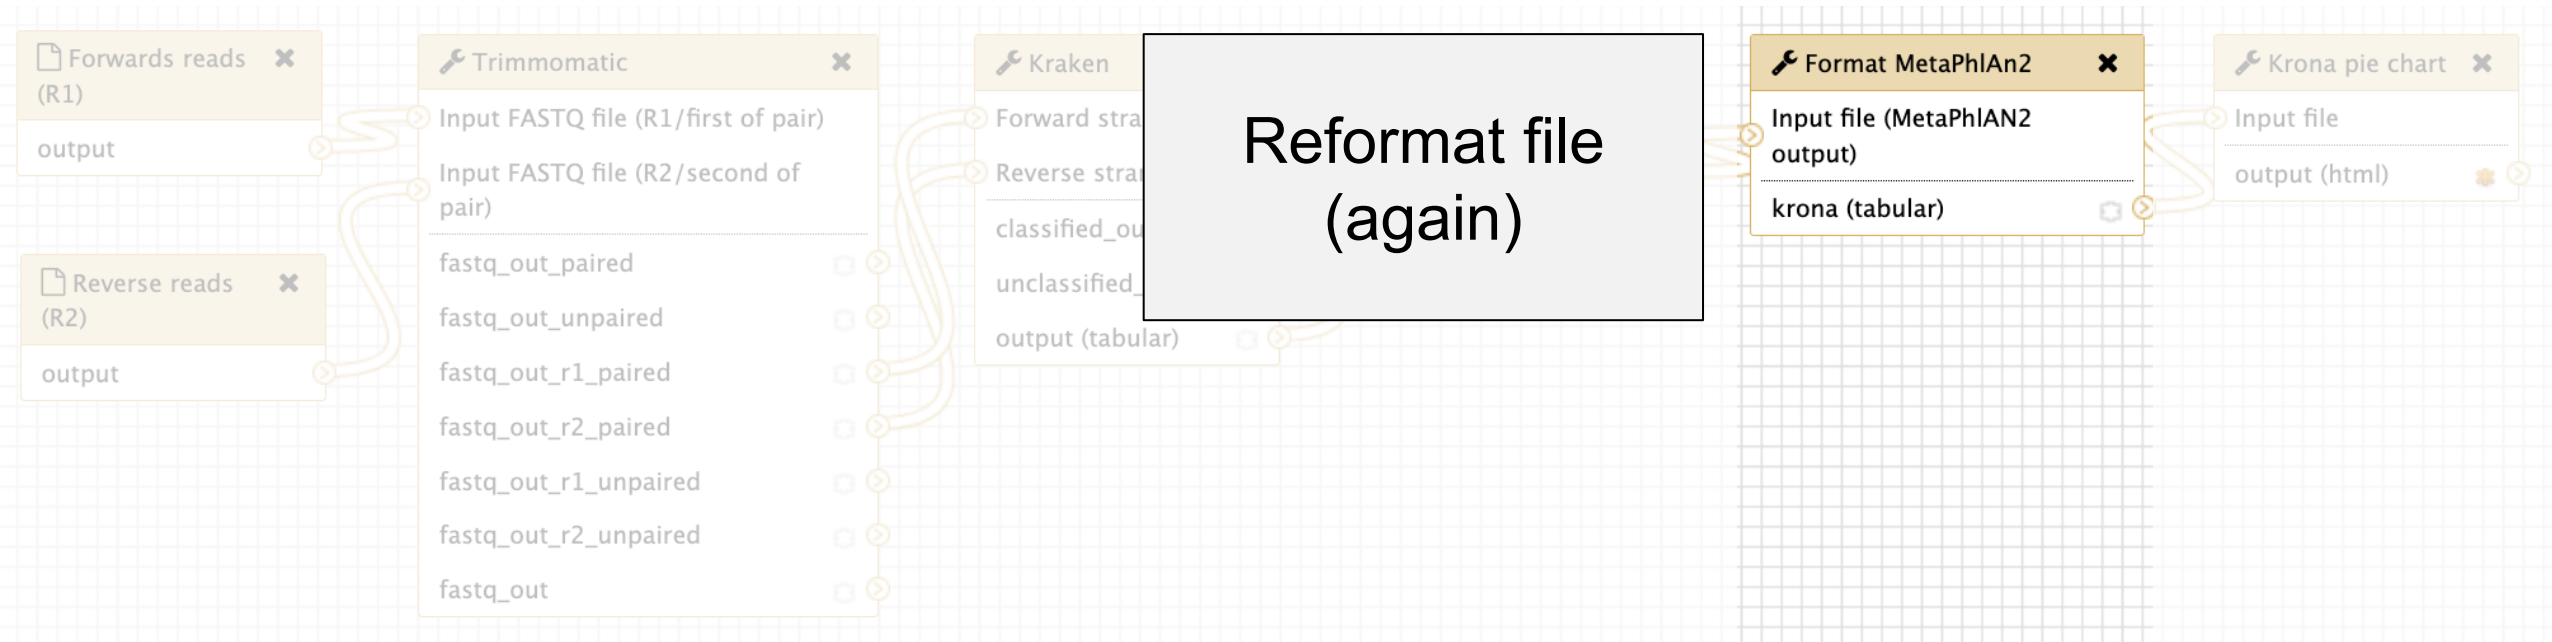 Forwards reads
(R1)
output
Reverse reads
(R2)
output
Trimmomatic
Input FASTQ file (R1/first of pair)
Input FASTQ file (R2/second of
pair)
fastq_out_paired
fastq_out_unpaired
fastq_out_r1_paired
fastq_out_r2_paired
fastq_out_r1_unpaired
fastq_out_r2_unpaired
fastq_out
Kraken
Forward stra
Reverse stra
classified_ou
unclassified_
output (tabular)
Reformat file
(again)
Format MetaPhlAn2
Input file (MetaPhlAN2
output)
krona (tabular)
Krona pie chart
Input file
output (html)